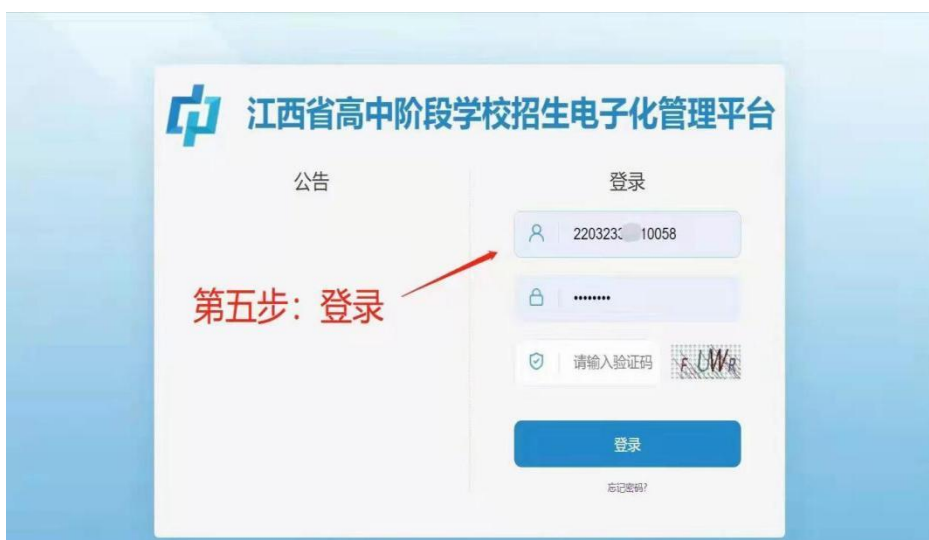 江西省高中阶段学校招生电子化管理平台
公告
登录
2203233 10058
第五步：登录
••••••••
请输入验证码
F U W R
登录
忘记密码?